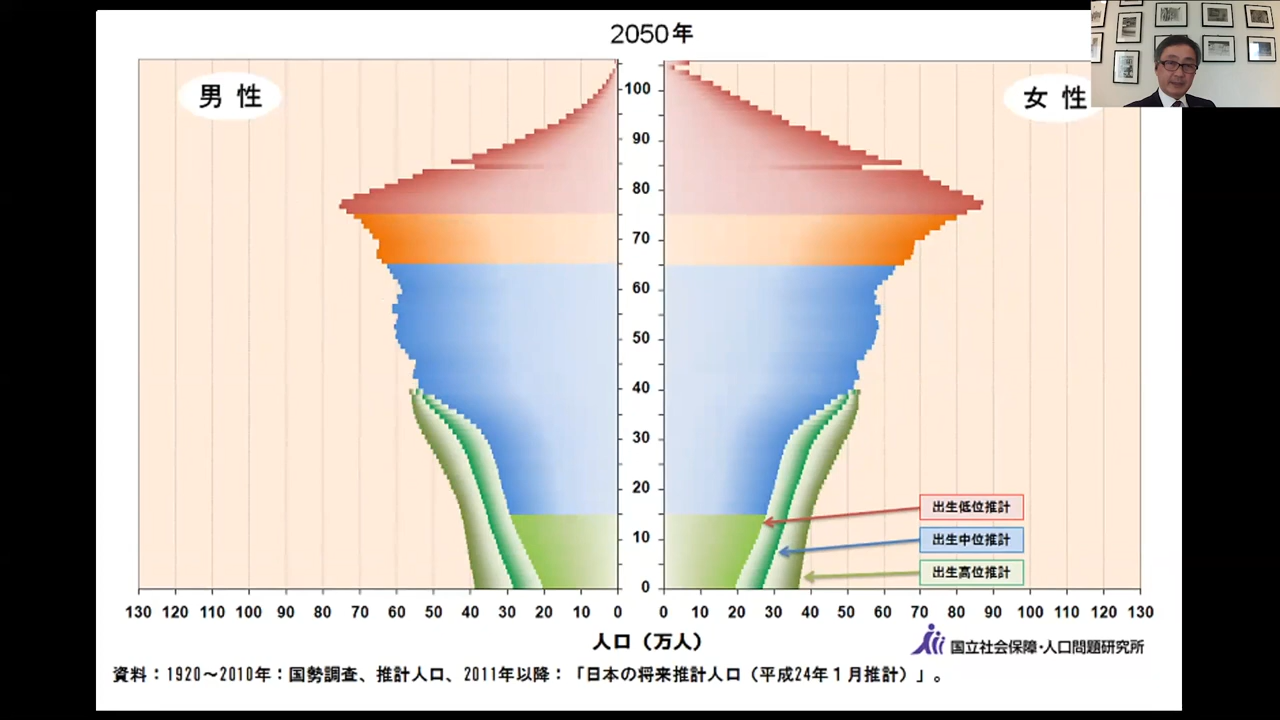 2050年
男 性
女 性
100
90
80
70
60
50
40
30
20
10
0
出生低位推計
出生中位推計
出生高位推計
130 120 110 100 90 80 70 60 50 40 30 20 10 0
0 10 20 30 40 50 60 70 80 90 100 110 120 130
人口（万人）
国立社会保障・人口問題研究所
資料：1920～2010年：国勢調査、推計人口、2011年以降：「日本の将来推計人口（平成24年１月推計）」。